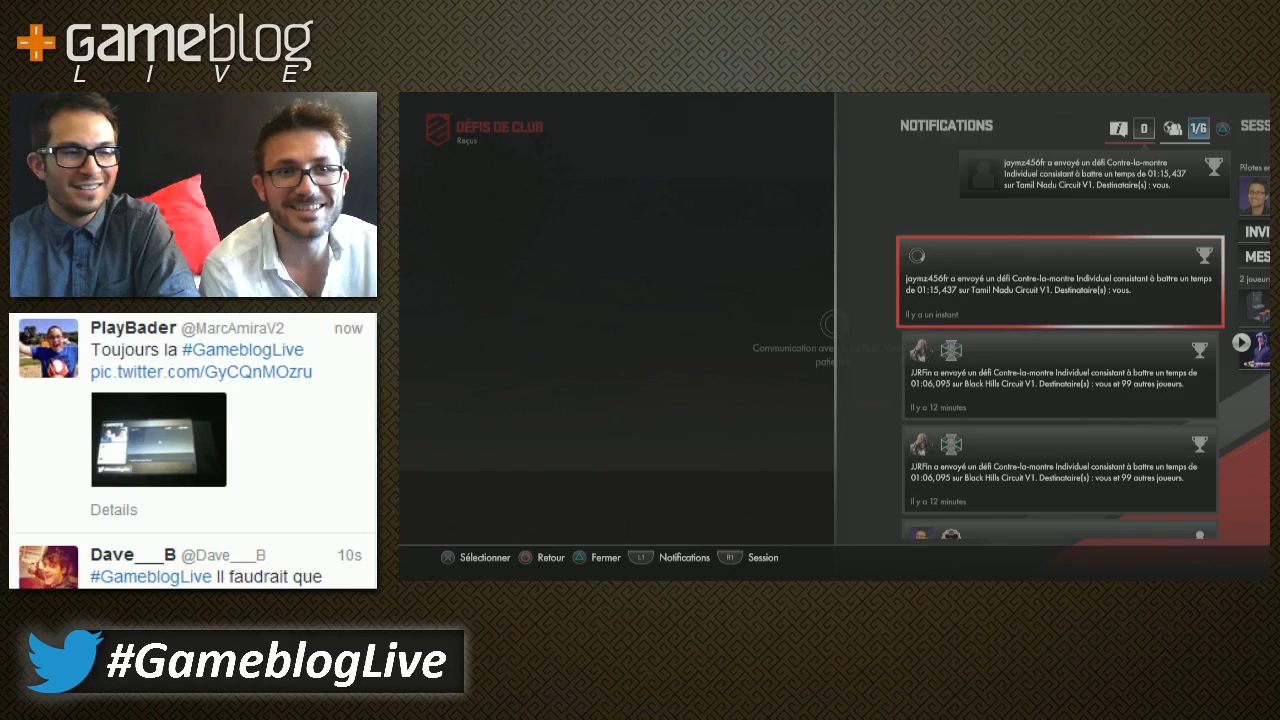 gameblog
LIVE
PlayBader @MarcAmiraV2 now
Toujours la #GameblogLive
pic.twitter.com/GyCQnMOzru
Details
Dave___B @Dave___B 10s
#GameblogLive Il faudrait que
#GameblogLive
DÉFIS DE CLUB
Reçus
Communication avec
NOTIFICATIONS
0
1/6
SESS
jaymz456fr a envoyé un défi Contre-la-montre
Individuel consistant à battre un temps de 01:15,437
sur Tamil Nadu Circuit V1. Destinataire(s) : vous.
jaymz456fr a envoyé un défi Contre-la-montre Individuel consistant à battre un temps
de 01:15,437 sur Tamil Nadu Circuit V1. Destinataire(s) : vous.
Il y a un instant
JJRFin a envoyé un défi Contre-la-montre Individuel consistant à battre un temps de
01:06,095 sur Black Hills Circuit V1. Destinataire(s) : vous et 99 autres joueurs.
Il y a 12 minutes
JJRFin a envoyé un défi Contre-la-montre Individuel consistant à battre un temps de
01:06,095 sur Black Hills Circuit V1. Destinataire(s) : vous et 99 autres joueurs.
Il y a 12 minutes
Pilotes e
INVI
MES
2 joueur
Sélectionner Retour Fermer L1 Notifications R1 Session